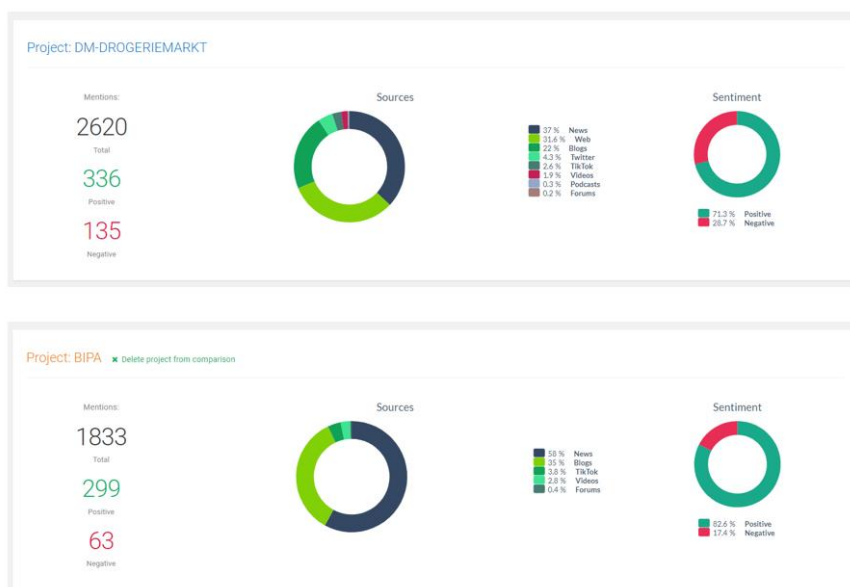 Project: DM-DROGERIEMARKT
Mentions:
2620
Total
336
Positive
135
Negative
Sources
37 % News
31.6 % Web
22 % Blogs
4.3 % Twitter
2.6 % TikTok
1.9 % Videos
0.3 % Podcasts
0.2 % Forums
Sentiment
71.3 % Positive
28.7 % Negative
Project: BIPA ✖ Delete project from comparison
Mentions:
1833
Total
299
Positive
63
Negative
Sources
58 % News
35 % Blogs
3.8 % TikTok
2.8 % Videos
0.4 % Forums
Sentiment
82.6 % Positive
17.4 % Negative